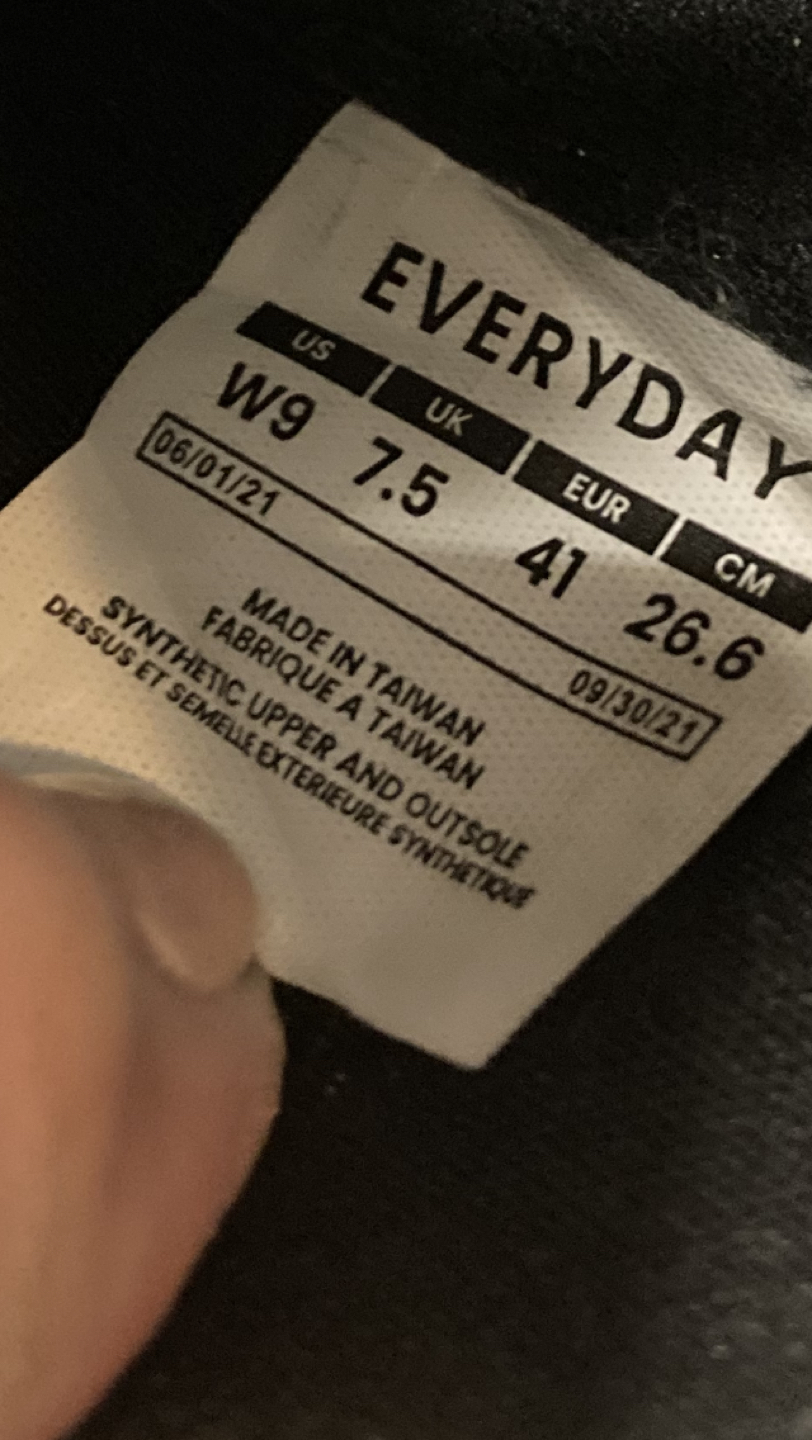 EVERYDAY
US UK EUR CM
W9 7.5 41 26.6
06/01/21 09/30/21
MADE IN TAIWAN
FABRIQUE A TAIWAN
SYNTHETIC UPPER AND OUTSOLE
DESSUS ET SEMELLE EXTERIEURE SYNTHETIQUE